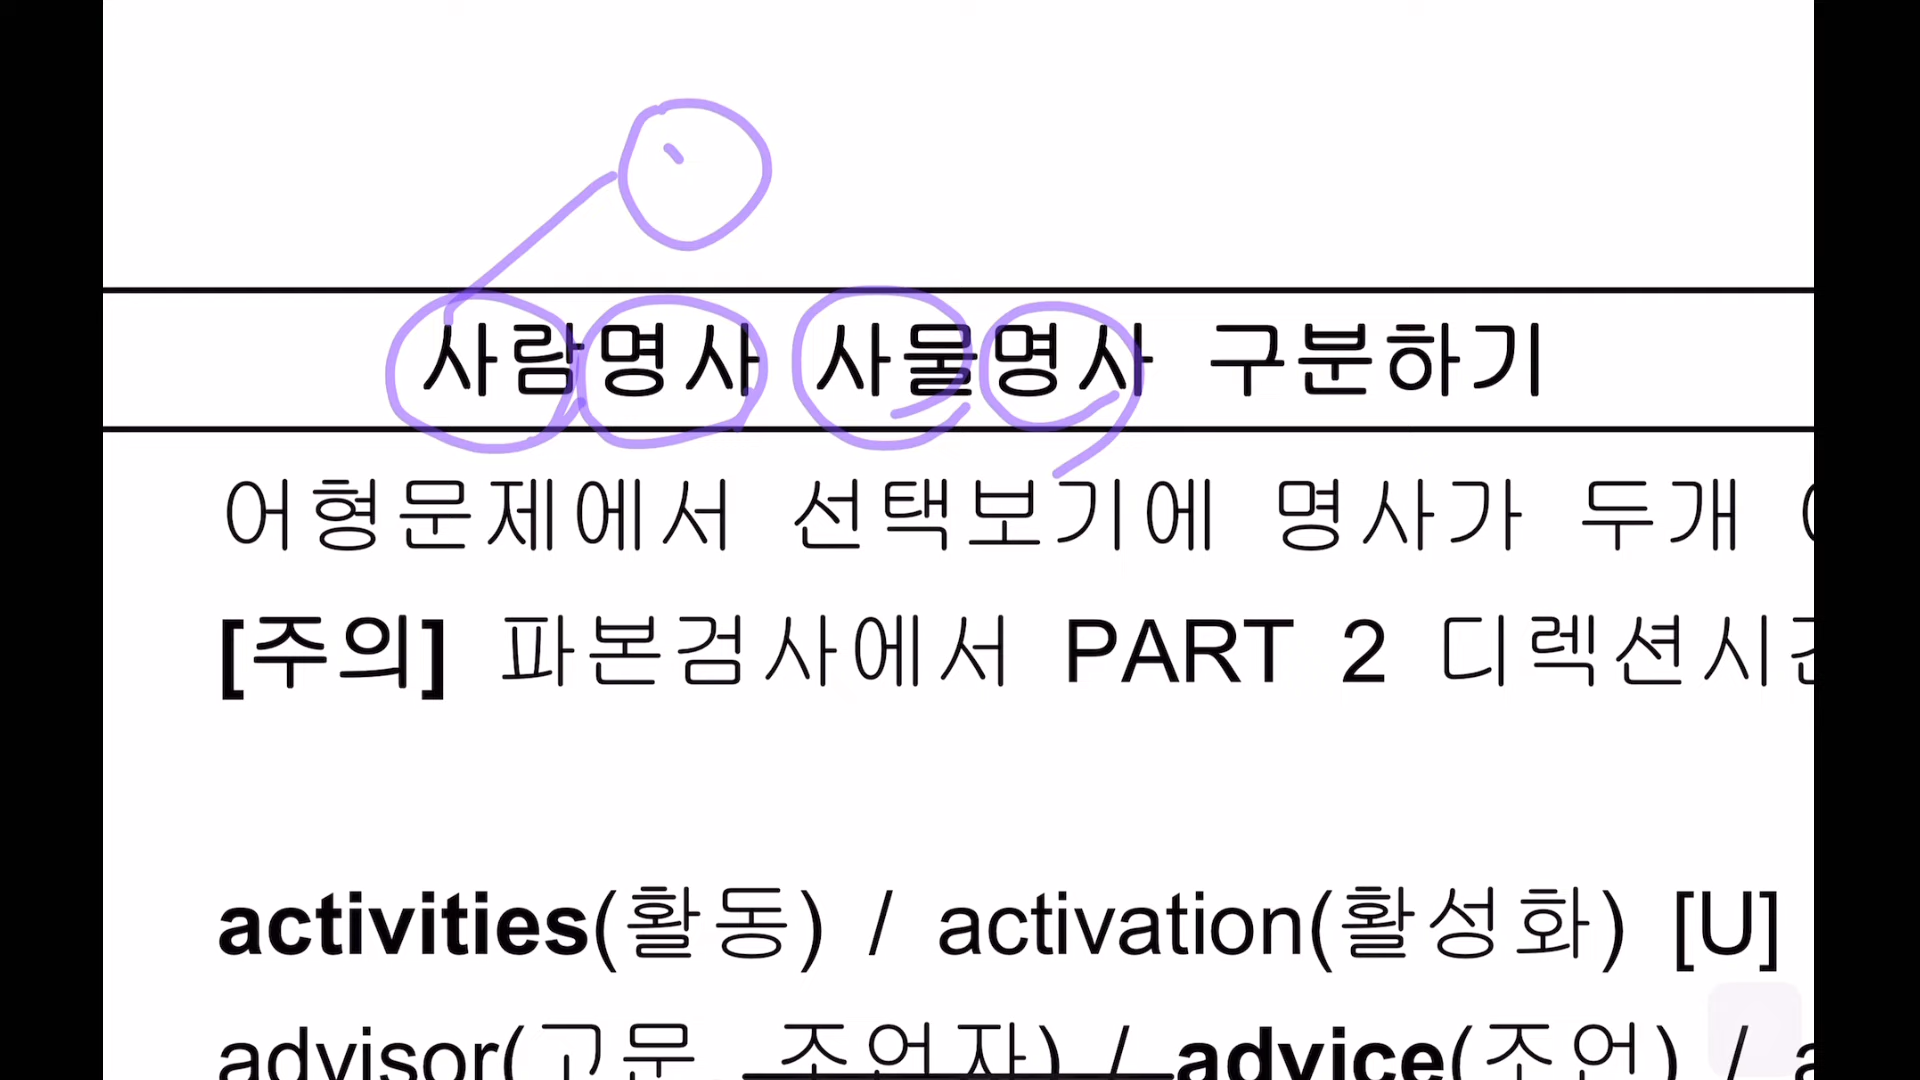 사람명사 사물명사 구분하기
어형문제에서 선택보기에 명사가 두개
[주의] 파본검사에서 PART 2 디렉션시간
activities(활동) / activation(활성화) [U]
advisor(고문, 조언자) / advice(조언) / a